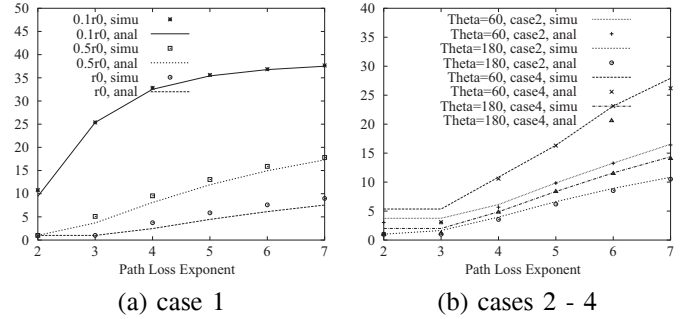 50
45
40
35
30
25
20
15
10
5
0
0.1r0, simu
0.1r0, anal
0.5r0, simu
0.5r0, anal
r0, simu
r0, anal
2 3 4 5 6 7
Path Loss Exponent
(a) case 1
40
35
30
25
20
15
10
5
0
Theta=60, case2, simu
Theta=60, case2, anal
Theta=180, case2, simu
Theta=180, case2, anal
Theta=60, case4, simu
Theta=60, case4, anal
Theta=180, case4, simu
Theta=180, case4, anal
2 3 4 5 6 7
Path Loss Exponent
(b) cases 2 - 4